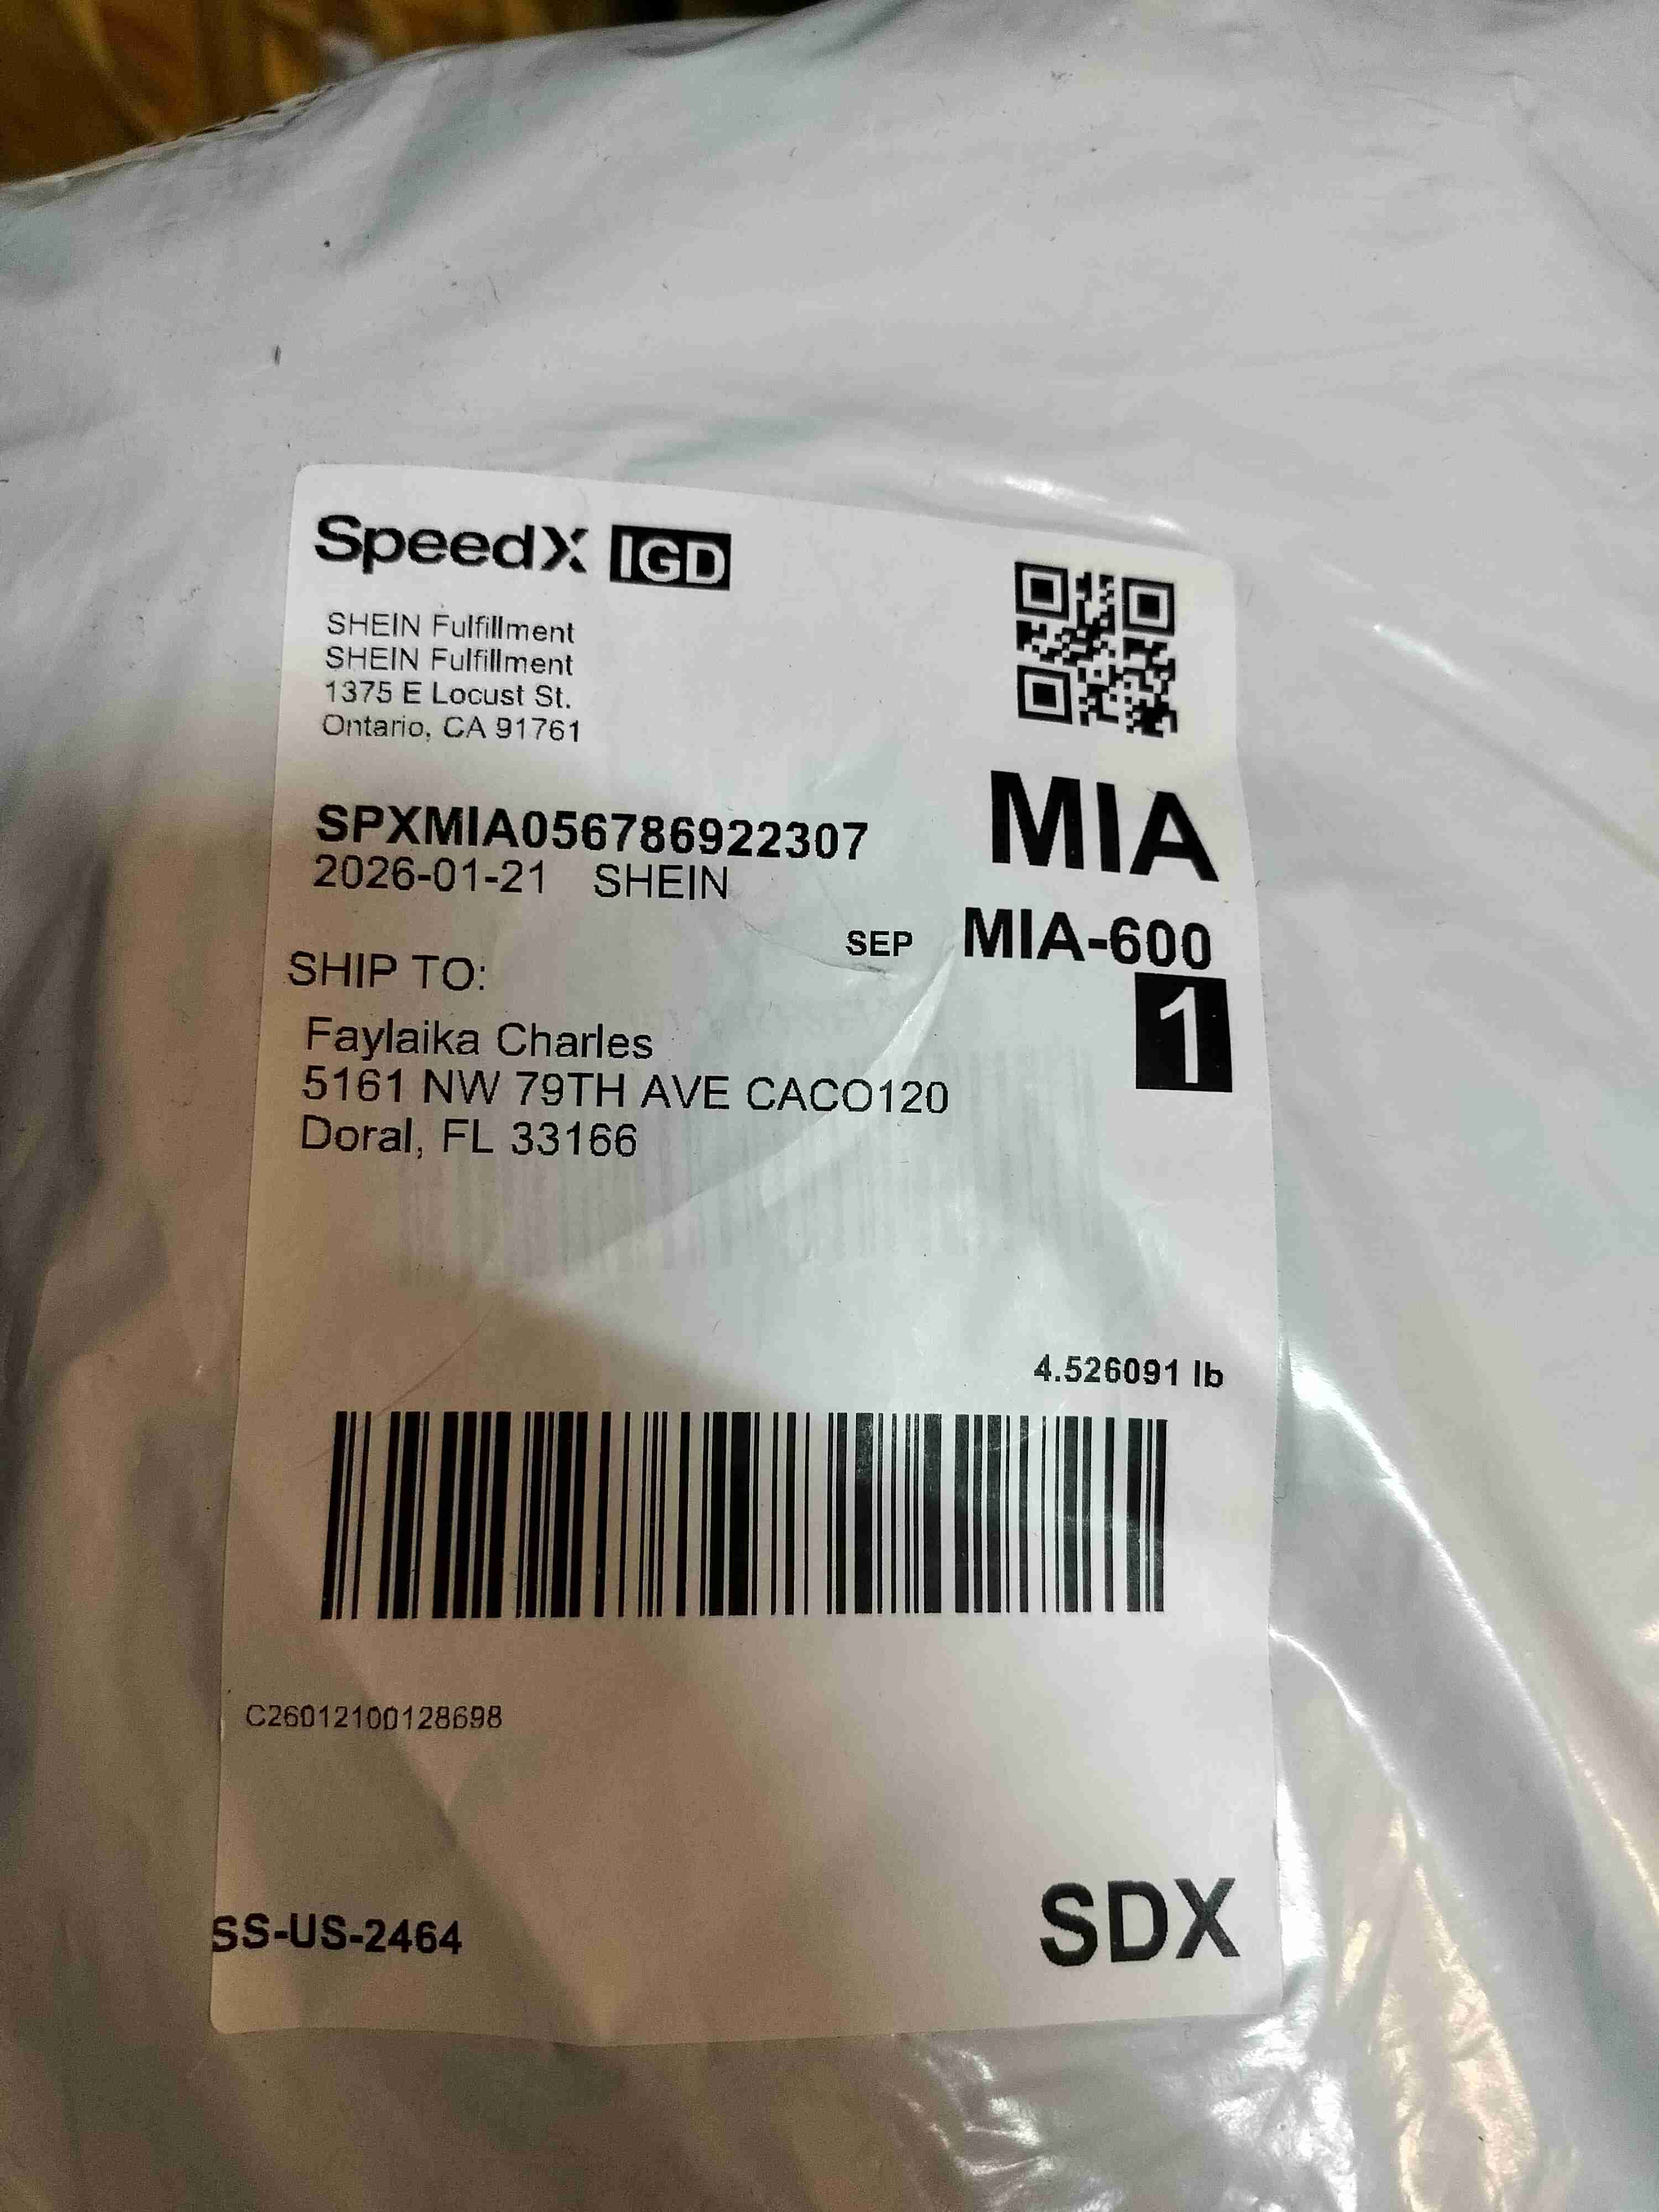 SpeedX IGD
SHEIN Fulfillment
SHEIN Fulfillment
1375 E Locust St.
Ontario, CA 91761
SPXMIA056786922307
2026-01-21 SHEIN
MIA
SEP MIA-600
1
SHIP TO:
Faylaika Charles
5161 NW 79TH AVE CACO120
Doral, FL 33166
4.526091 lb
C26012100128698
SS-US-2464
SDX